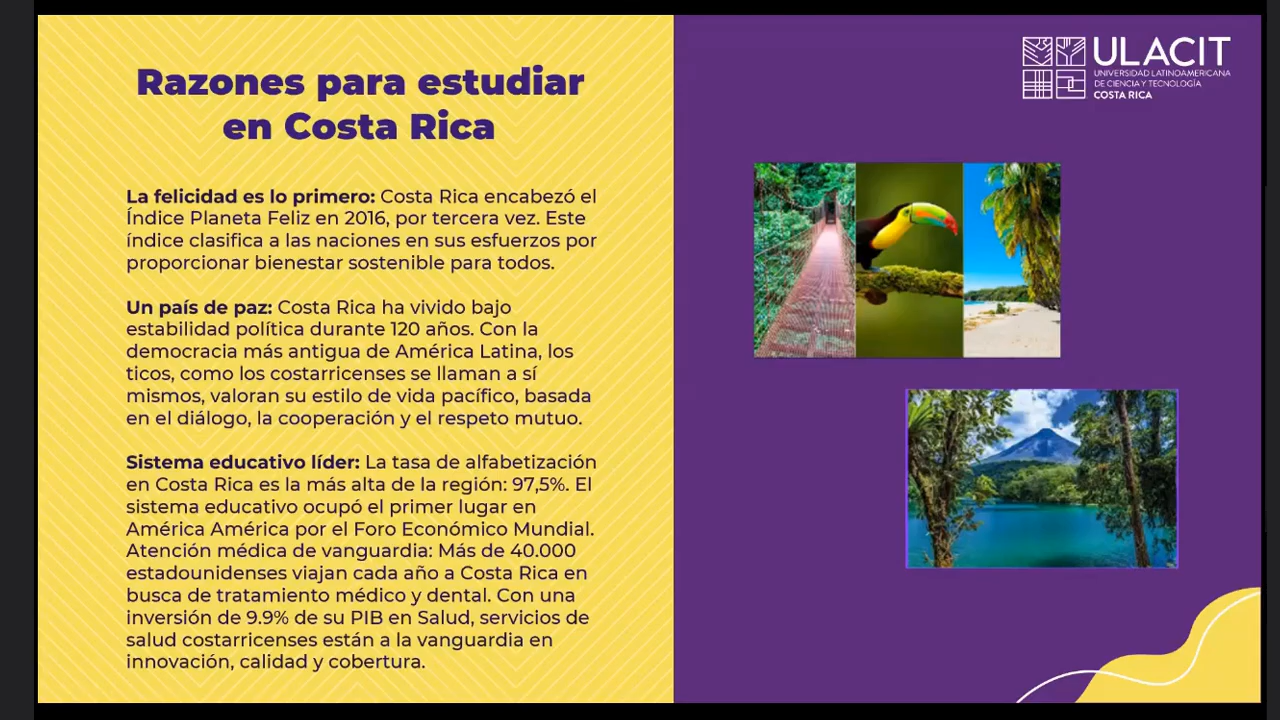 Razones para estudiar
en Costa Rica
La felicidad es lo primero: Costa Rica encabezó el
Índice Planeta Feliz en 2016, por tercera vez. Este
índice clasifica a las naciones en sus esfuerzos por
proporcionar bienestar sostenible para todos.
Un país de paz: Costa Rica ha vivido bajo
estabilidad política durante 120 años. Con la
democracia más antigua de América Latina, los
ticos, como los costarricenses se llaman a sí
mismos, valoran su estilo de vida pacífico, basada
en el diálogo, la cooperación y el respeto mutuo.
Sistema educativo líder: La tasa de alfabetización
en Costa Rica es la más alta de la región: 97,5%. El
sistema educativo ocupó el primer lugar en
América América por el Foro Económico Mundial.
Atención médica de vanguardia: Más de 40.000
estadounidenses viajan cada año a Costa Rica en
busca de tratamiento médico y dental. Con una
inversión de 9.9% de su PIB en Salud, servicios de
salud costarricenses están a la vanguardia en
innovación, calidad y cobertura.
ULACIT
UNIVERSIDAD LATINOAMERICANA
DE CIENCIA Y TECNOLOGÍA
COSTA RICA